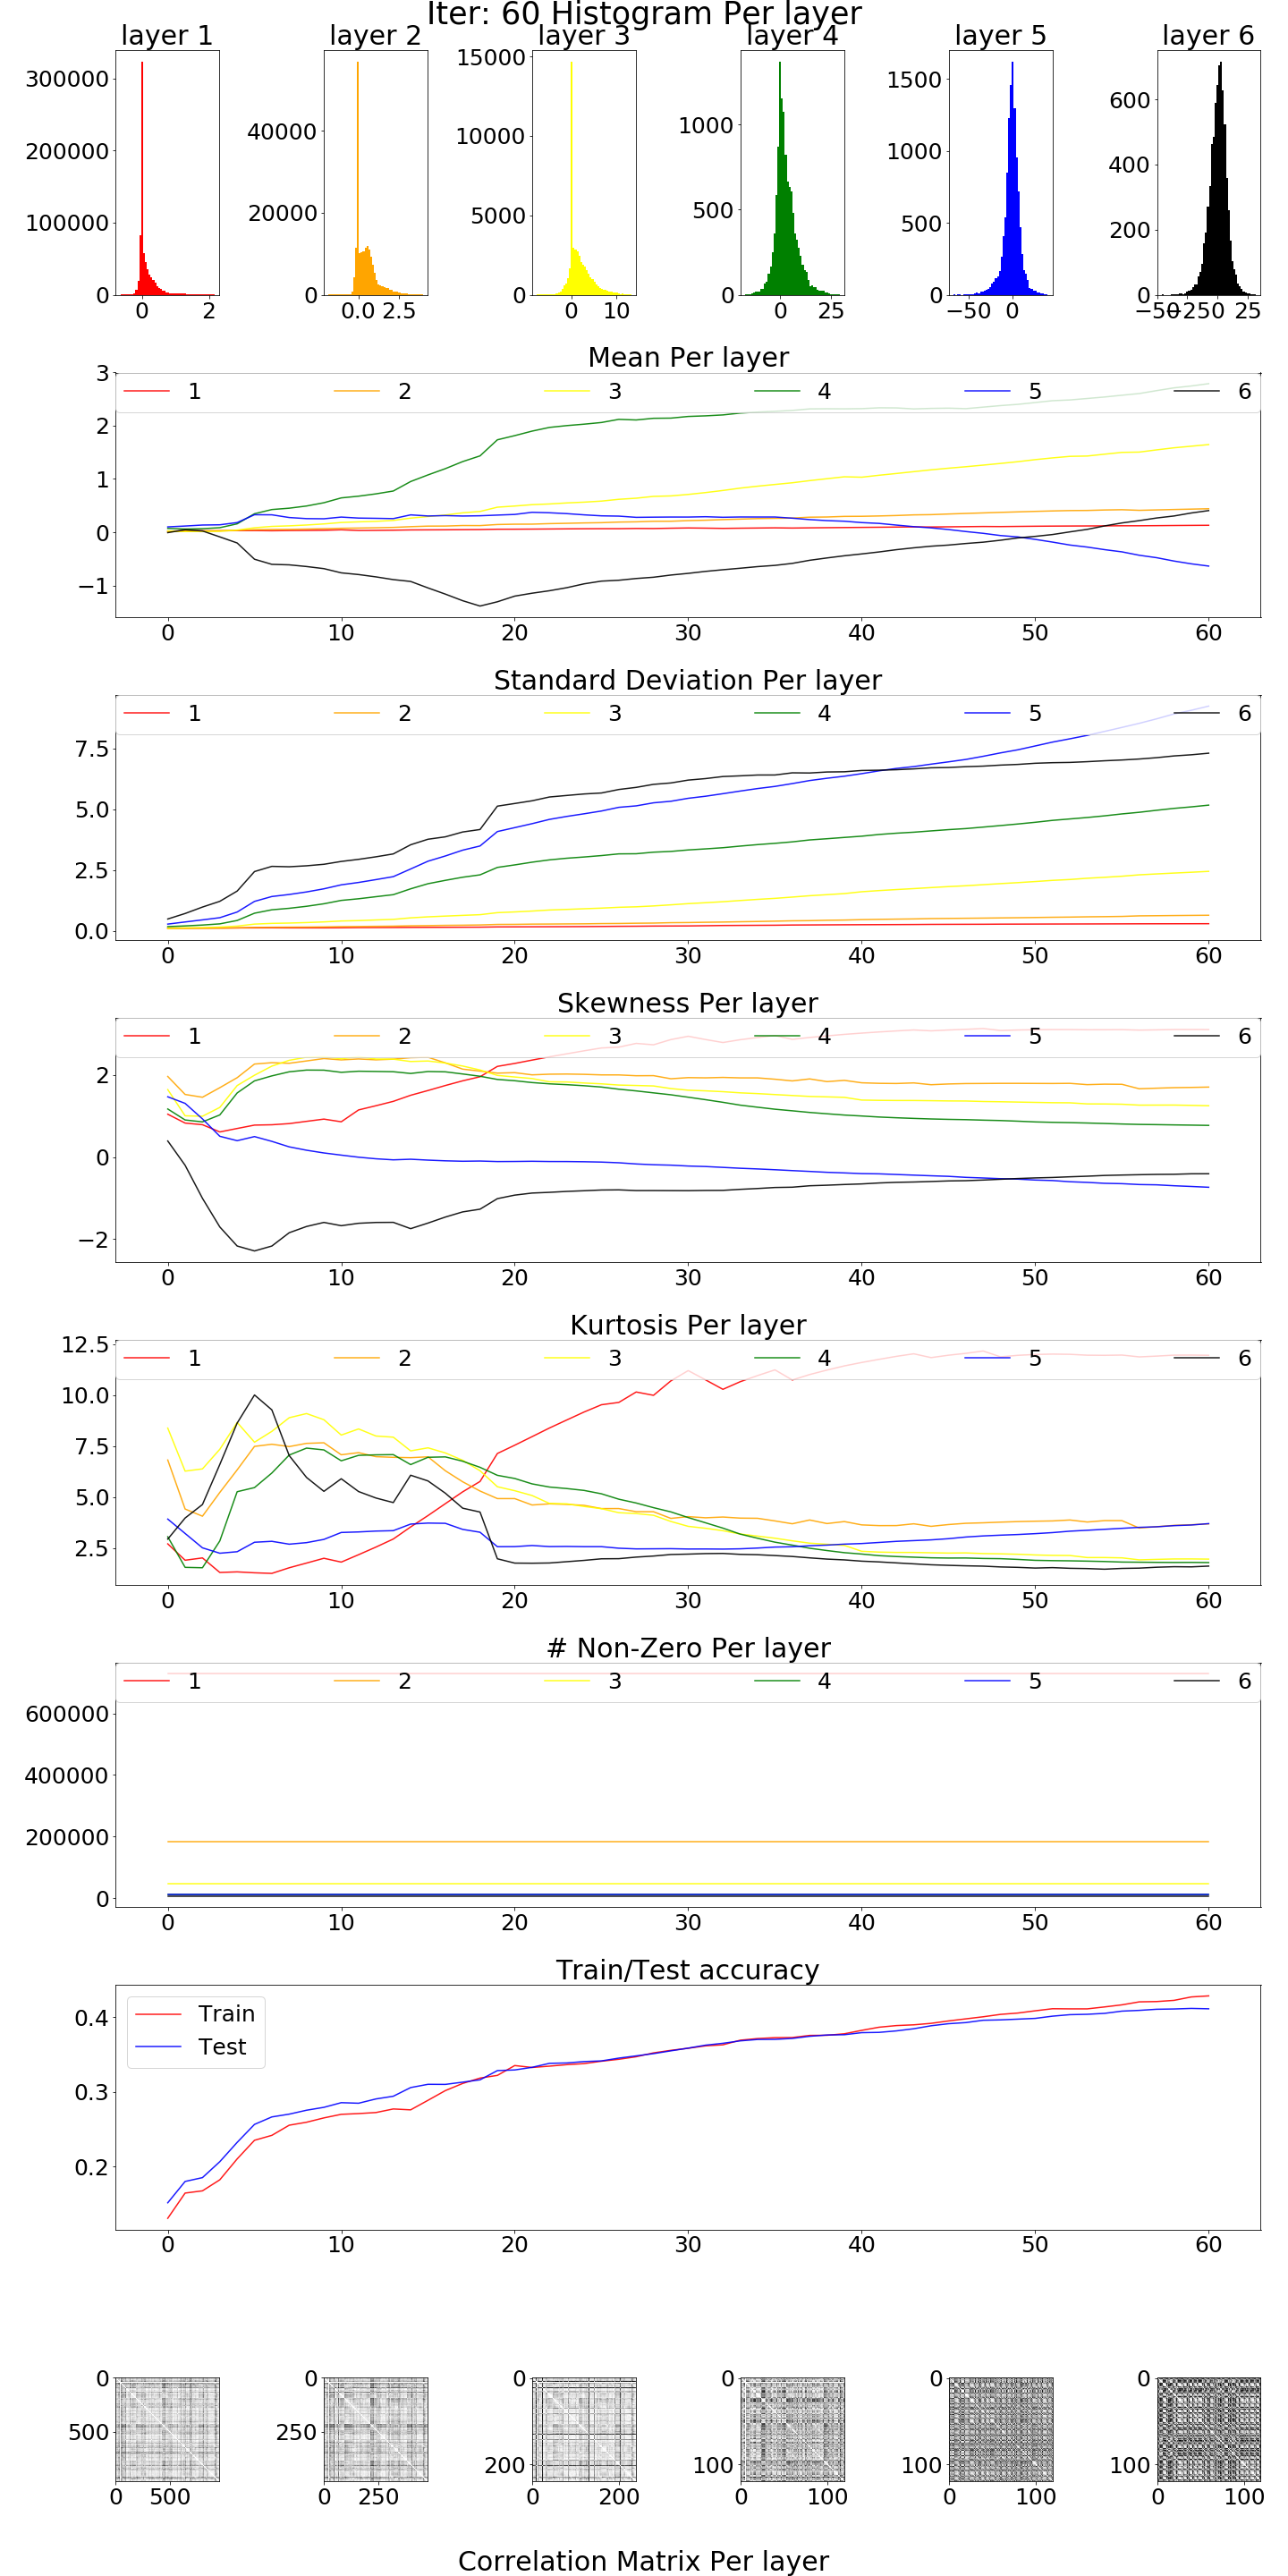 Iter: 60 Histogram Per layer
layer 1 layer 2 layer 3 layer 4 layer 5 layer 6
300000 200000 100000 0
0 2
40000 20000 0
0.0 2.5
15000 10000 5000 0
0 10
1000 500 0
0 25
1500 1000 500 0
−50 0
600 400 200 0
−50 −25 0 25
Mean Per layer
1 2 3 4 5 6
3
2
1
0
−1
0 10 20 30 40 50 60
Standard Deviation Per layer
1 2 3 4 5 6
7.5
5.0
2.5
0.0
0 10 20 30 40 50 60
Skewness Per layer
1 2 3 4 5 6
2
0
−2
0 10 20 30 40 50 60
Kurtosis Per layer
12.5
1 2 3 4 5 6
10.0
7.5
5.0
2.5
0 10 20 30 40 50 60
# Non-Zero Per layer
1 2 3 4 5 6
600000
400000
200000
0
0 10 20 30 40 50 60
Train/Test accuracy
Train
Test
0.4
0.3
0.2
0 10 20 30 40 50 60
0 500
0 500
0 250
0 250
0 200
0 200
0 100
0 100
0 100
0 100
0 100
0 100
Correlation Matrix Per layer